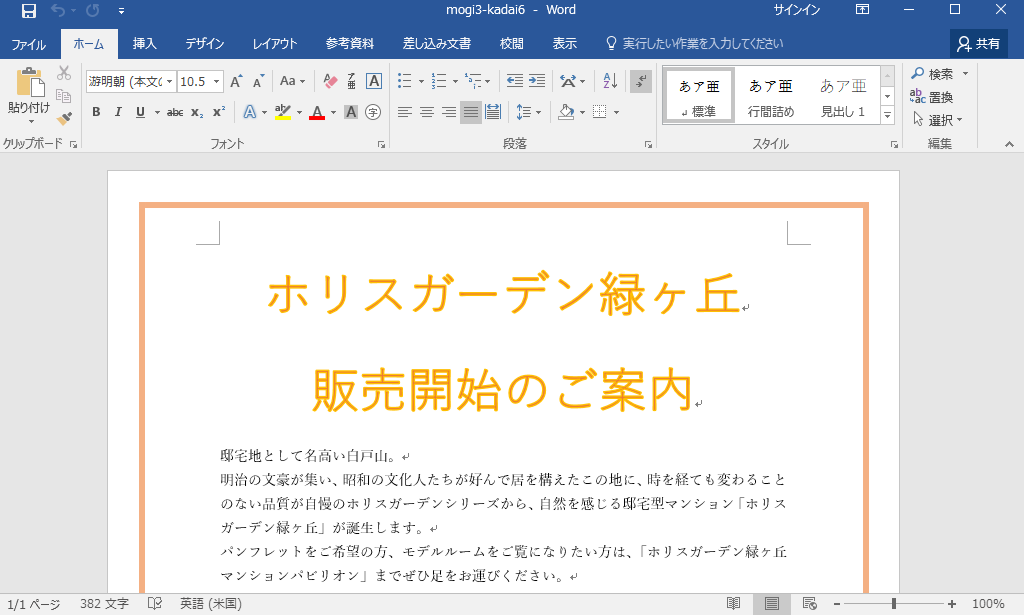 mogi3-kadai6 - Word
サインイン
ファイル ホーム 挿入 デザイン レイアウト 参考資料 差し込み文書 校閲 表示 実行したい作業を入力してください 共有
貼り付け
游明朝 (本文の 10.5 A A Aa ア亜 A
B I U abc x₂ x² A ab A A 字
あア亜 あア亜 あア亜
標準 行間詰め 見出し 1
検索
置換
選択
クリップボード フォント 段落 スタイル 編集
ホリスガーデン緑ヶ丘
販売開始のご案内
邸宅地として名高い白戸山。
明治の文豪が集い、昭和の文化人たちが好んで居を構えたこの地に、時を経ても変わること
のない品質が自慢のホリスガーデンシリーズから、自然を感じる邸宅型マンション「ホリス
ガーデン緑ヶ丘」が誕生します。
パンフレットをご希望の方、モデルルームをご覧になりたい方は、「ホリスガーデン緑ヶ丘
マンションパビリオン」までぜひ足をお運びください。
1/1 ページ 382 文字 英語 (米国) 100%